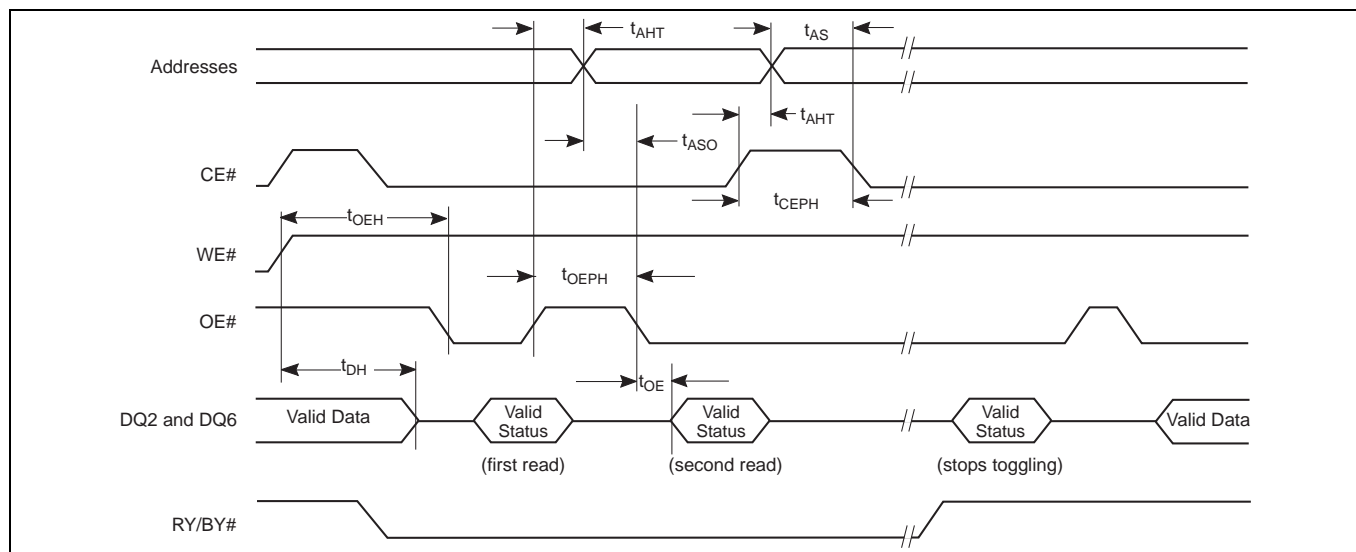 tAHT
tAS
Addresses
tAHT
tASO
CE#
tCEPH
tOEH
WE#
tOEPH
OE#
tDH
tOE
DQ2 and DQ6
Valid Data
Valid
Status
Valid
Status
Valid
Status
Valid Data
(first read)
(second read)
(stops toggling)
RY/BY#